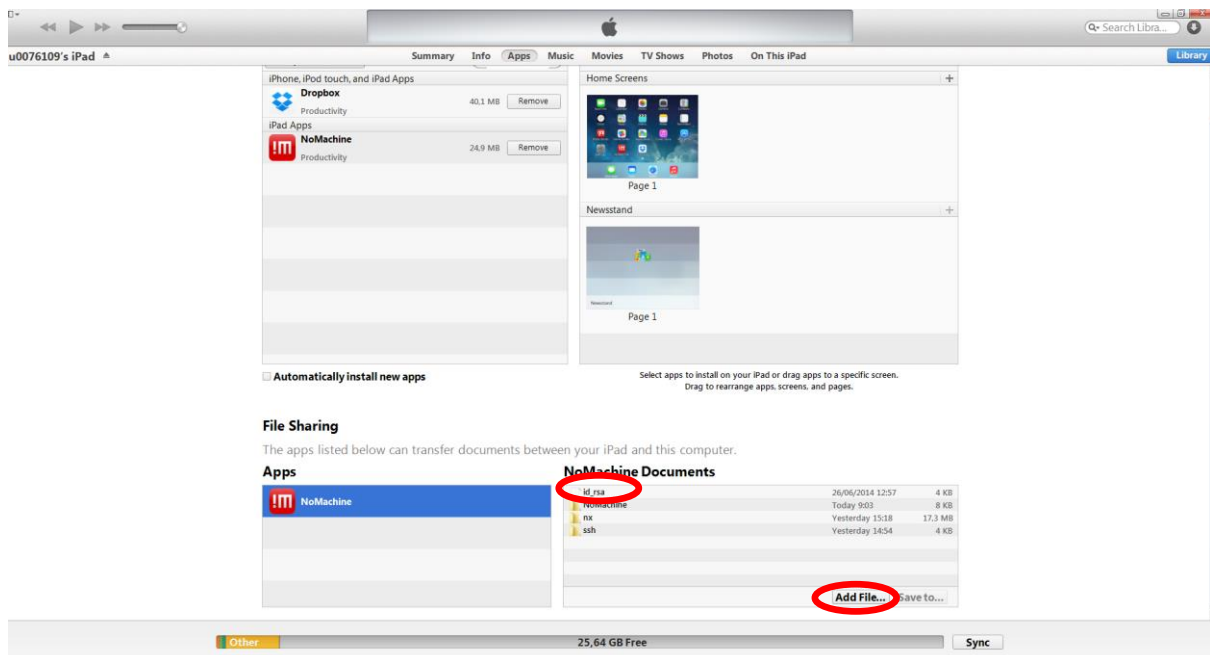 Search Libra...
u0076109's iPad
Summary Info Apps Music Movies TV Shows Photos On This iPad
Library
iPhone, iPod touch, and iPad Apps
Dropbox
Productivity
40,1 MB Remove
iPad Apps
NoMachine
Productivity
24,9 MB Remove
Home Screens +
Page 1
Newsstand +
Newsstand
Page 1
Automatically install new apps
Select apps to install on your iPad or drag apps to a specific screen.
Drag to rearrange apps, screens, and pages.
File Sharing
The apps listed below can transfer documents between your iPad and this computer.
Apps
!M NoMachine
NoMachine Documents
id_rsa 26/06/2014 12:57 4 KB
NoMachine Today 9:03 8 KB
nx Yesterday 15:18 17.3 MB
ssh Yesterday 14:54 4 KB
Add File... Save to...
Other 25,64 GB Free Sync